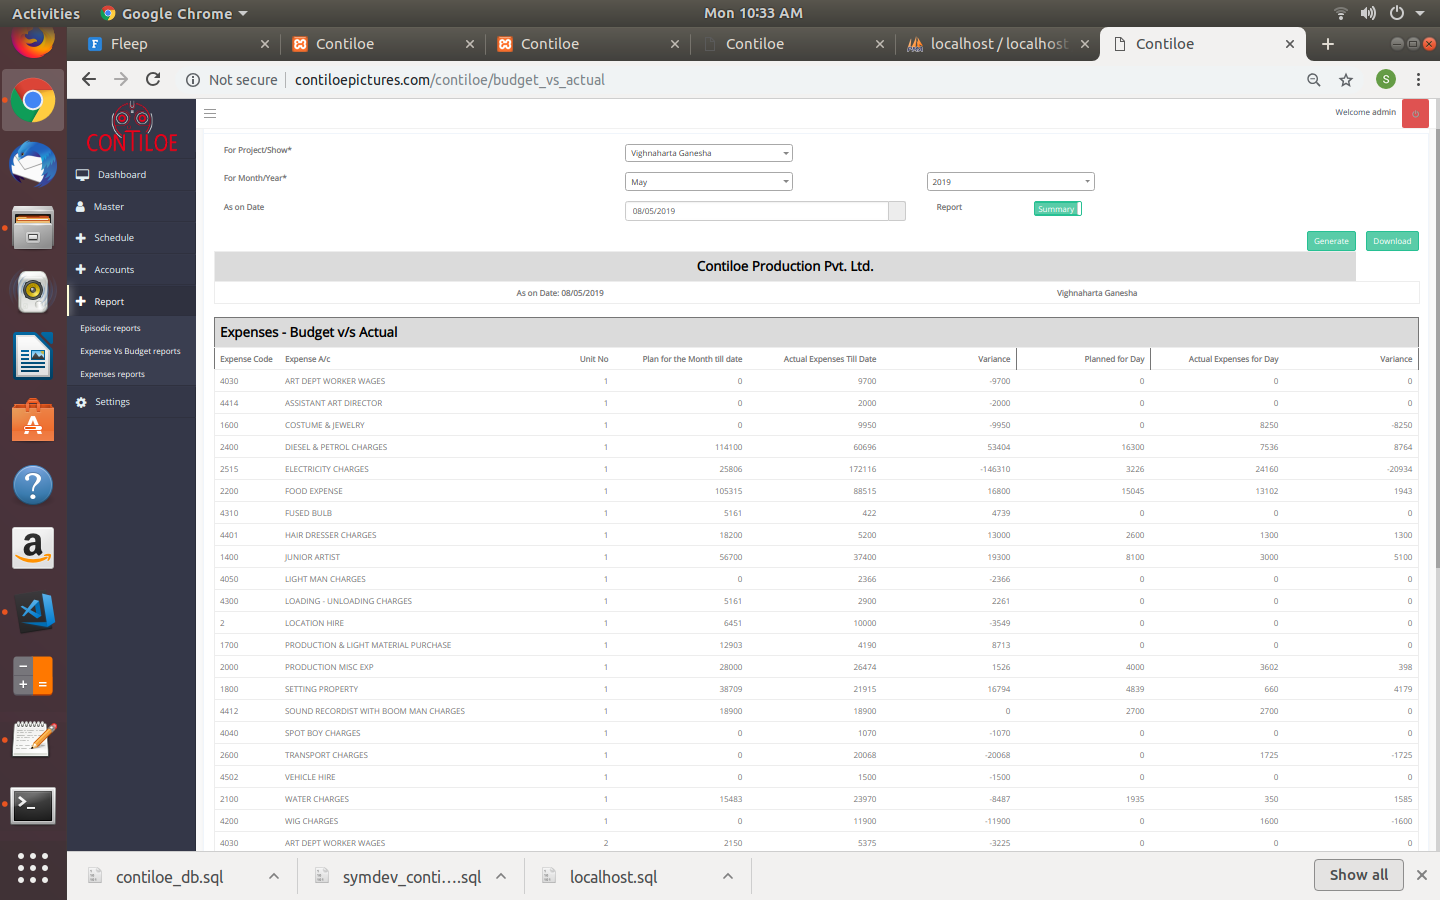 Activities Google Chrome Mon 10:33 AM
Fleep Contiloe Contiloe Contiloe localhost / localhost Contiloe
Not secure contiloepictures.com/contiloe/budget_vs_actual S
CONTILOE
Welcome admin
Dashboard
Master
Schedule
Accounts
Report
Episodic reports
Expense Vs Budget reports
Expenses reports
Settings
For Project/Show* Vighnaharta Ganesha
For Month/Year* May 2019
As on Date 08/05/2019 Report Summary
Generate Download
Contiloe Production Pvt. Ltd.
As on Date: 08/05/2019 Vighnaharta Ganesha
Expenses - Budget v/s Actual
Expense Code Expense A/c Unit No Plan for the Month till date Actual Expenses Till Date Variance Planned for Day Actual Expenses for Day Variance
4030 ART DEPT WORKER WAGES 1 0 9700 -9700 0 0 0
4414 ASSISTANT ART DIRECTOR 1 0 2000 -2000 0 0 0
1600 COSTUME & JEWELRY 1 0 9950 -9950 0 8250 -8250
2400 DIESEL & PETROL CHARGES 1 114100 60696 53404 16300 7536 8764
2515 ELECTRICITY CHARGES 1 25806 172116 -146310 3226 24160 -20934
2200 FOOD EXPENSE 1 105315 88515 16800 15045 13102 1943
4310 FUSED BULB 1 5161 422 4739 0 0 0
4401 HAIR DRESSER CHARGES 1 18200 5200 13000 2600 1300 1300
1400 JUNIOR ARTIST 1 56700 37400 19300 8100 3000 5100
4050 LIGHT MAN CHARGES 1 0 2366 -2366 0 0 0
4300 LOADING - UNLOADING CHARGES 1 5161 2900 2261 0 0 0
2 LOCATION HIRE 1 6451 10000 -3549 0 0 0
1700 PRODUCTION & LIGHT MATERIAL PURCHASE 1 12903 4190 8713 0 0 0
2000 PRODUCTION MISC EXP 1 28000 26474 1526 4000 3602 398
1800 SETTING PROPERTY 1 38709 21915 16794 4839 660 4179
4412 SOUND RECORDIST WITH BOOM MAN CHARGES 1 18900 18900 0 2700 2700 0
4040 SPOT BOY CHARGES 1 0 1070 -1070 0 0 0
2600 TRANSPORT CHARGES 1 0 20068 -20068 0 1725 -1725
4502 VEHICLE HIRE 1 0 1500 -1500 0 0 0
2100 WATER CHARGES 1 15483 23970 -8487 1935 350 1585
4200 WIG CHARGES 1 0 11900 -11900 0 1600 -1600
4030 ART DEPT WORKER WAGES 2 2150 5375 -3225 0 0 0
contiloe_db.sql symdev_conti....sql localhost.sql Show all